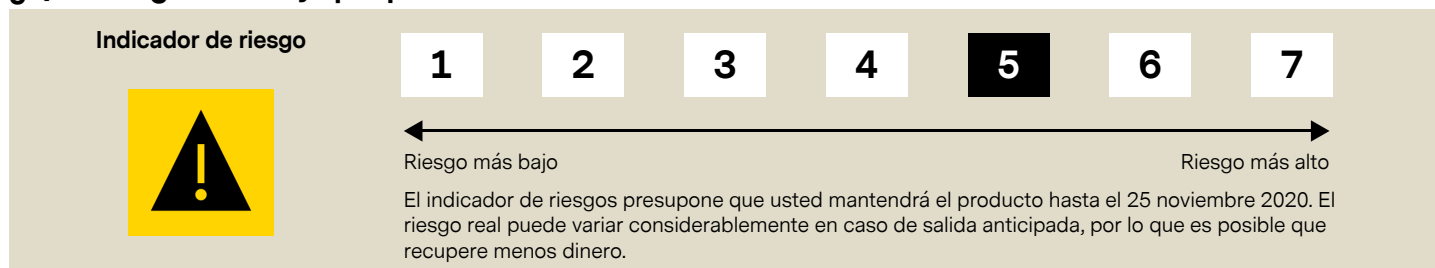 Indicador de riesgo
1 2 3 4 5 6 7
Riesgo más bajo Riesgo más alto
El indicador de riesgos presupone que usted mantendrá el producto hasta el 25 noviembre 2020. El
riesgo real puede variar considerablemente en caso de salida anticipada, por lo que es posible que
recupere menos dinero.